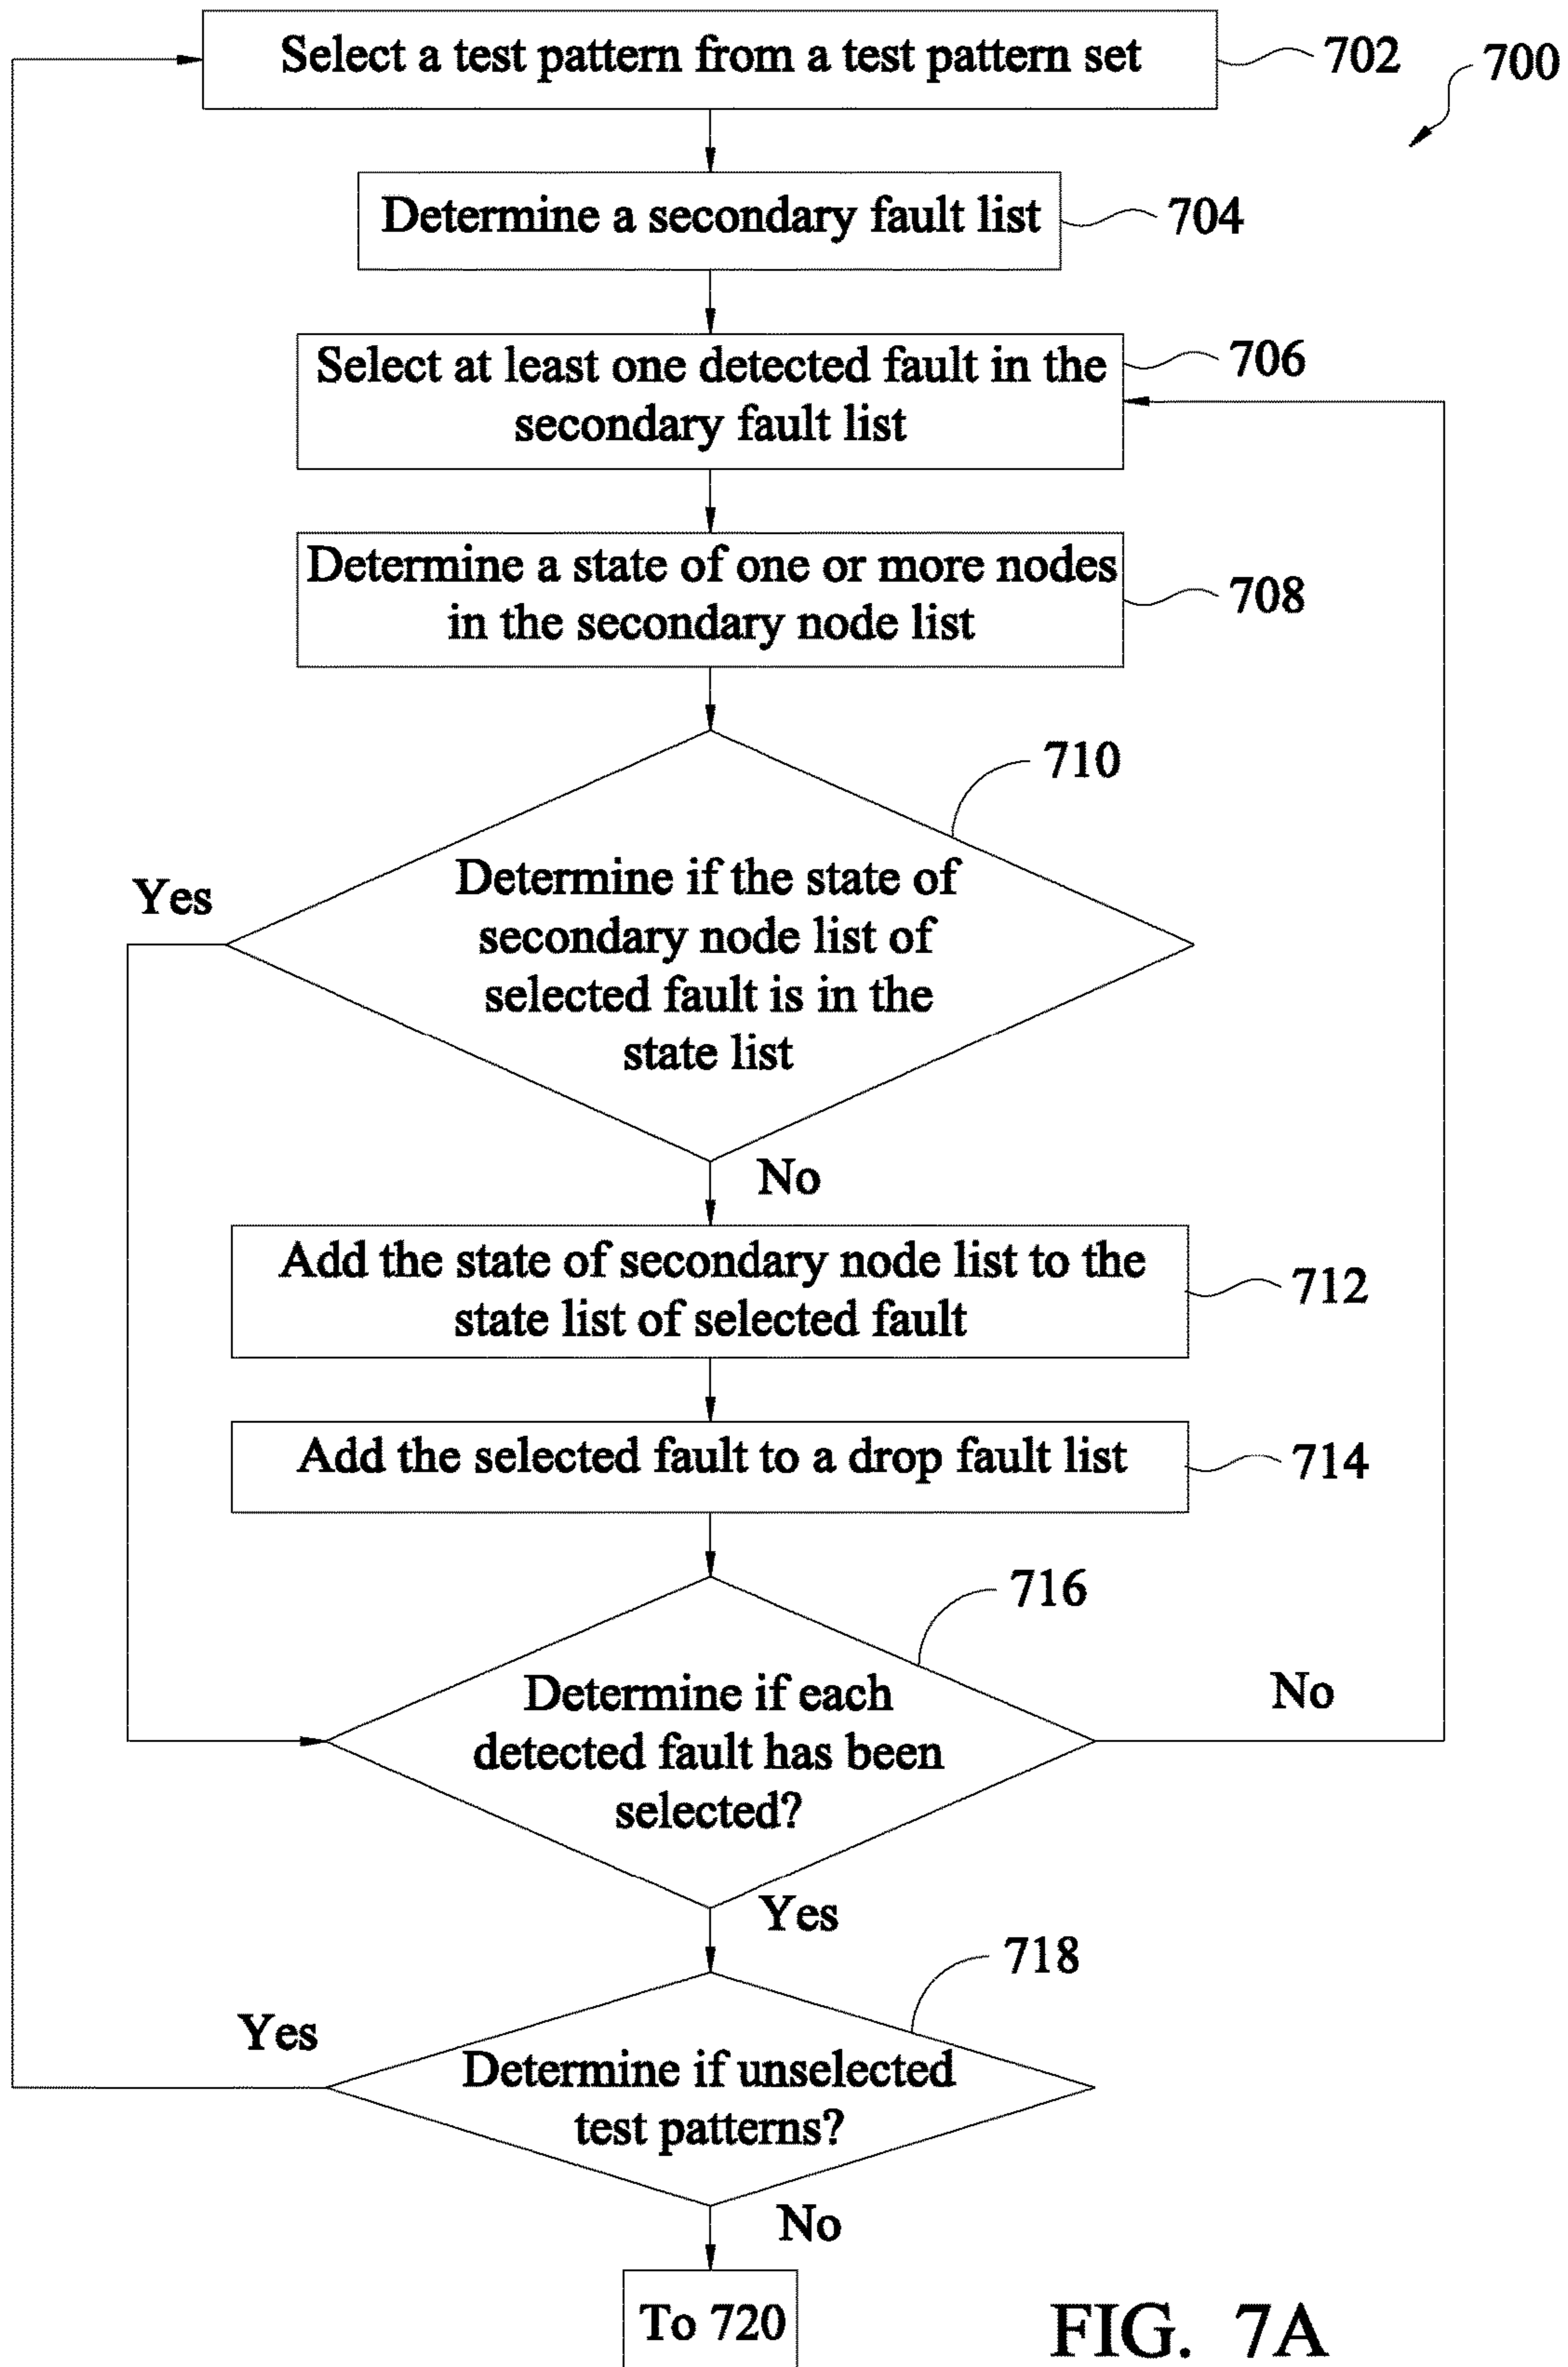 Select a test pattern from a test pattern set
702
700
Determine a secondary fault list
704
Select at least one detected fault in the
secondary fault list
706
Determine a state of one or more nodes
in the secondary node list
708
710
Determine if the state of
secondary node list of
selected fault is in the
state list
Yes
No
Add the state of secondary node list to the
state list of selected fault
712
Add the selected fault to a drop fault list
714
716
Determine if each
detected fault has been
selected?
No
Yes
718
Yes
Determine if unselected
test patterns?
No
To 720
FIG. 7A